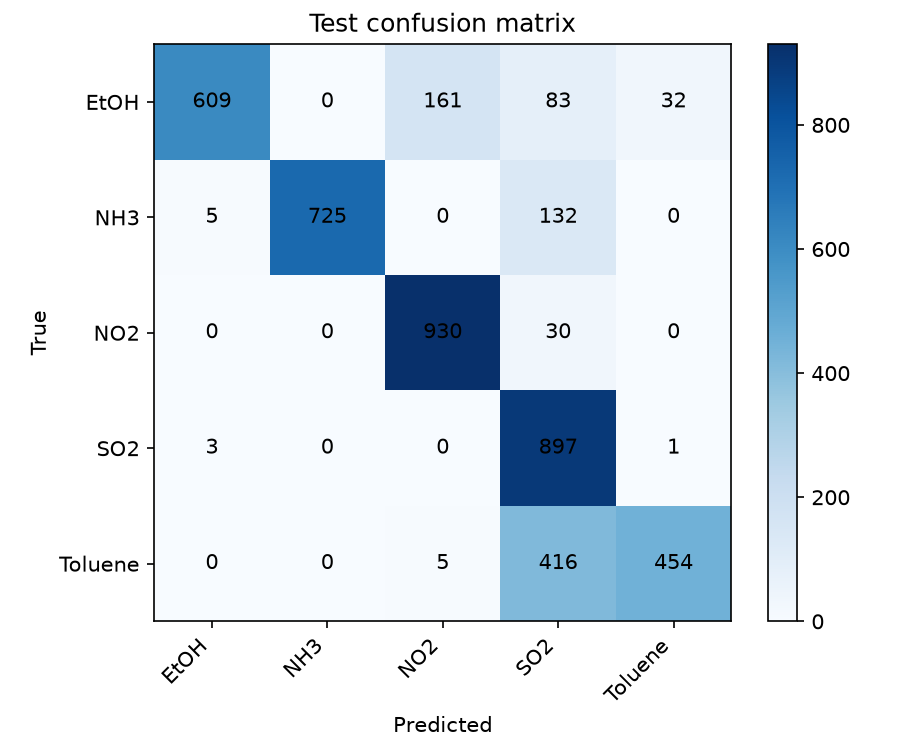 Test confusion matrix
True
EtOH 609 0 161 83 32
NH3 5 725 0 132 0
NO2 0 0 930 30 0
SO2 3 0 0 897 1
Toluene 0 0 5 416 454
EtOH NH3 NO2 SO2 Toluene
Predicted
800
600
400
200
0